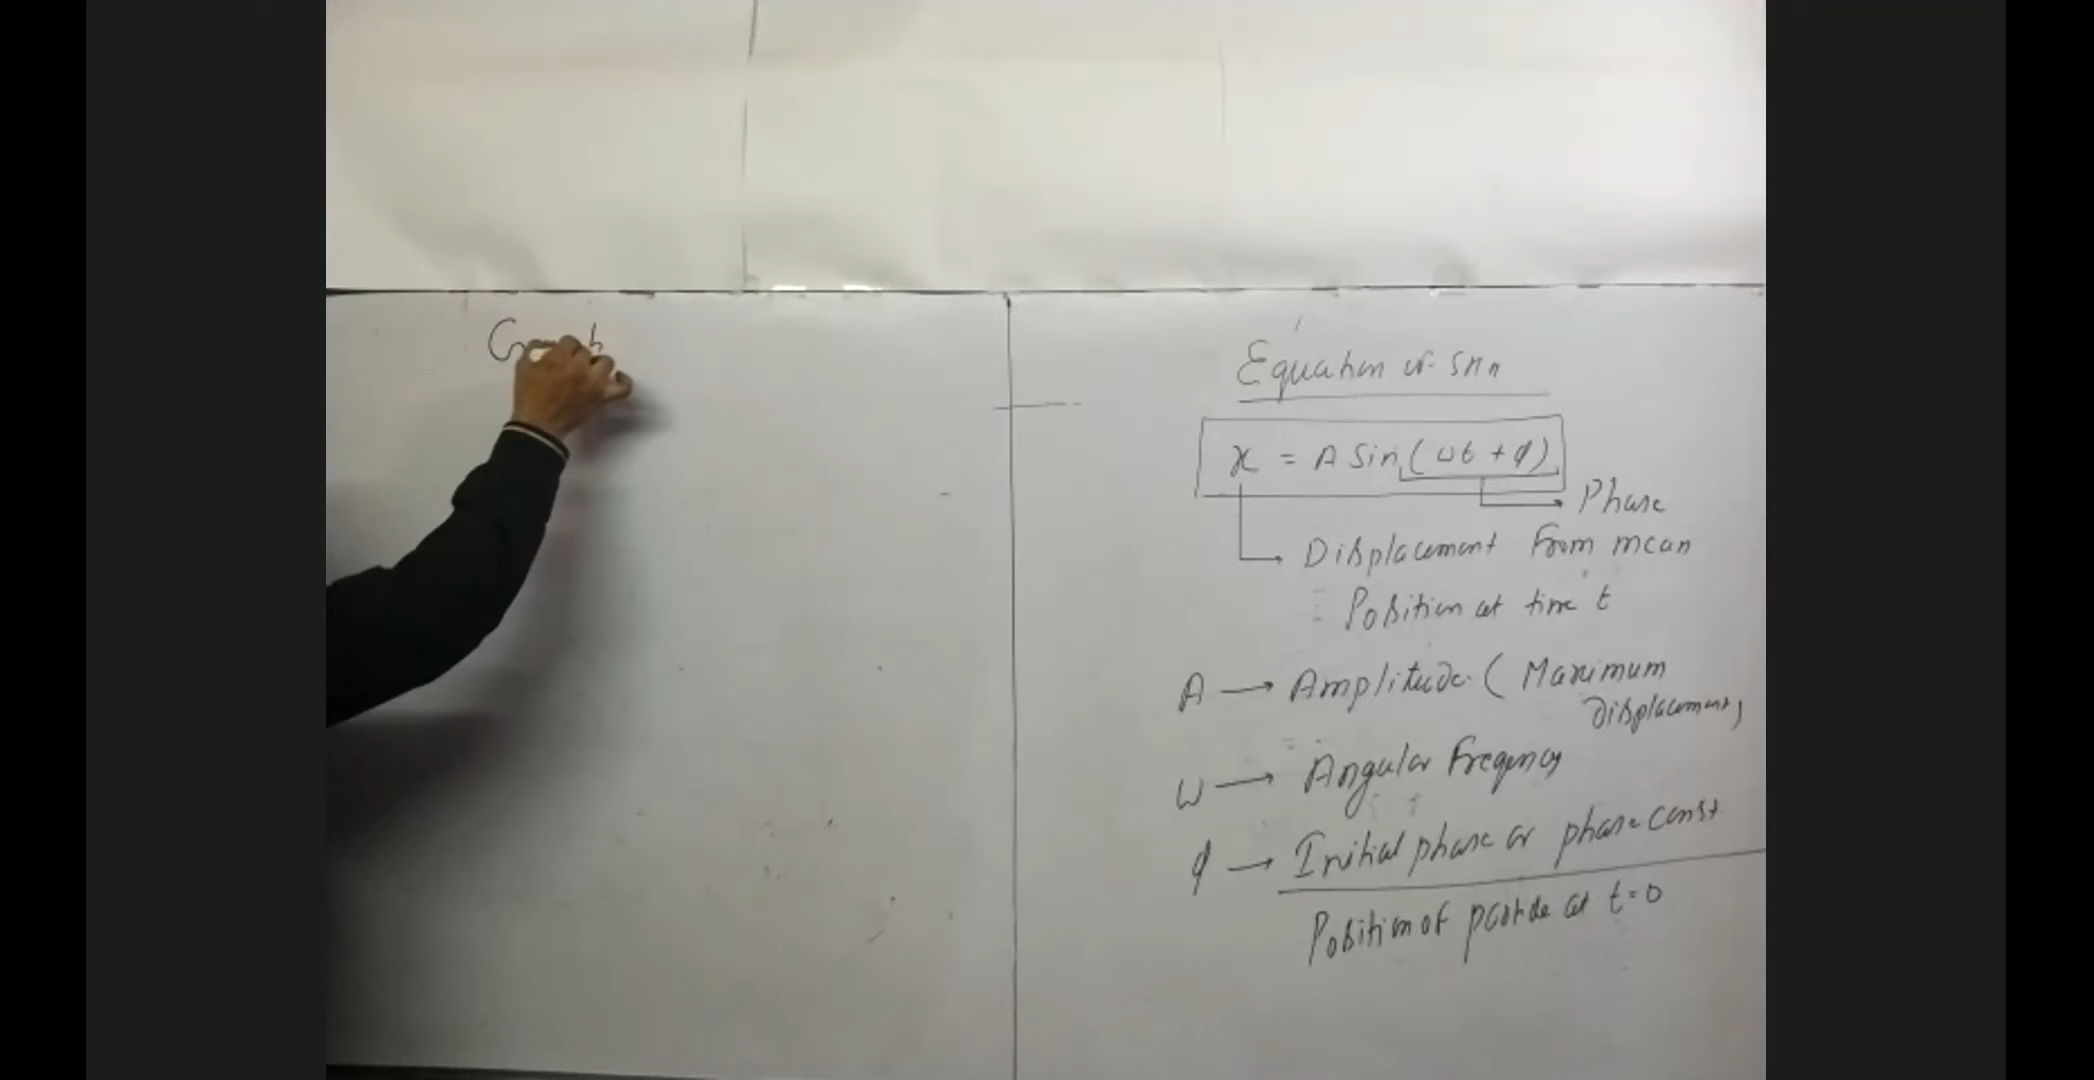 Equation of SHM
x = A Sin (ωt + φ)
Phase
Displacement from mean
Position at time t
A → Amplitude (Maximum
displacement)
ω → Angular Freqency
φ → Initial phase or phase const
Position of particle at t=0